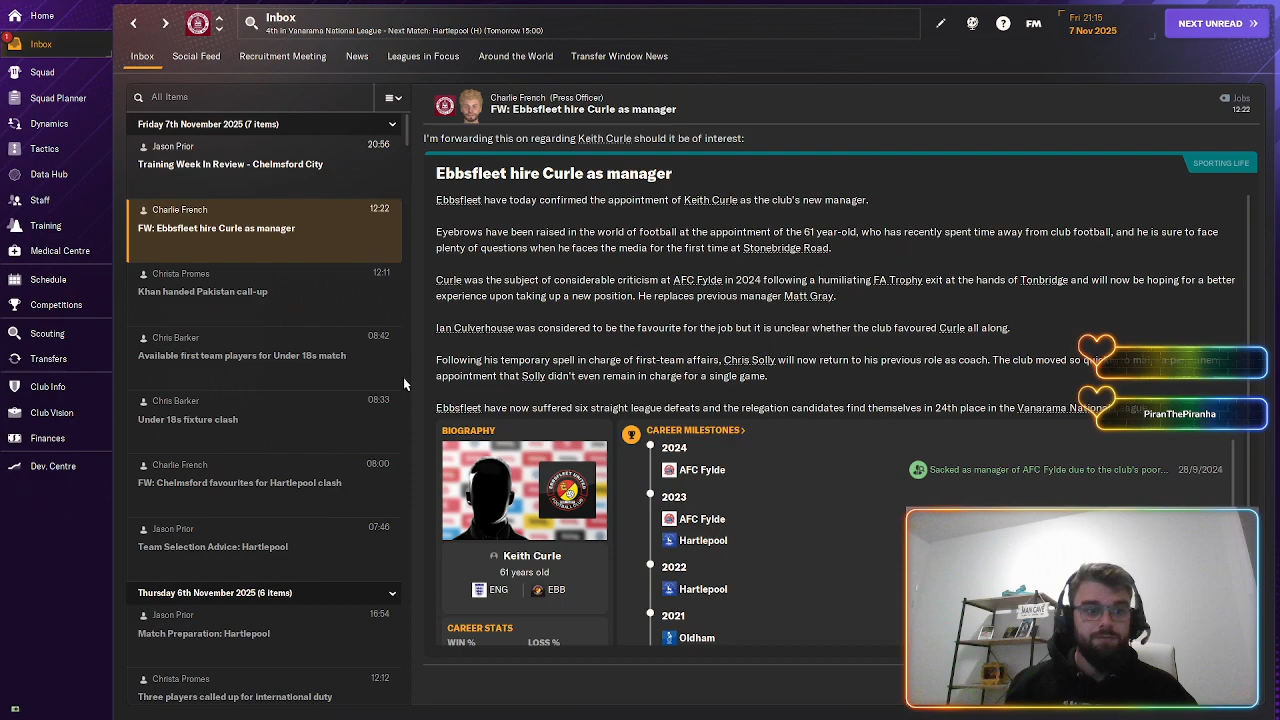 Home
1
Inbox
Squad
Squad Planner
Dynamics
Tactics
Data Hub
Staff
Training
Medical Centre
Schedule
Competitions
Scouting
Transfers
Club Info
Club Vision
Finances
Dev. Centre
Inbox
4th in Vanarama National League - Next Match: Hartlepool (H) (Tomorrow 15:00)
FM
Fri 21:15
7 Nov 2025
NEXT UNREAD
Inbox
Social Feed
Recruitment Meeting
News
Leagues in Focus
Around the World
Transfer Window News
All Items
Friday 7th November 2025 (7 items)
Jason Prior
20:56
Training Week In Review - Chelmsford City
Charlie French
12:22
FW: Ebbsfleet hire Curle as manager
Christa Promes
12:11
Khan handed Pakistan call-up
Chris Barker
08:42
Available first team players for Under 18s match
Chris Barker
08:33
Under 18s fixture clash
Charlie French
08:00
FW: Chelmsford favourites for Hartlepool clash
Jason Prior
07:46
Team Selection Advice: Hartlepool
Thursday 6th November 2025 (6 items)
Jason Prior
16:54
Match Preparation: Hartlepool
Christa Promes
12:12
Three players called up for international duty
Charlie French (Press Officer)
FW: Ebbsfleet hire Curle as manager
Jobs
12:22
I'm forwarding this on regarding Keith Curle should it be of interest:
SPORTING LIFE
Ebbsfleet hire Curle as manager
Ebbsfleet have today confirmed the appointment of Keith Curle as the club's new manager.
Eyebrows have been raised in the world of football at the appointment of the 61 year-old, who has recently spent time away from club football, and he is sure to face
plenty of questions when he faces the media for the first time at Stonebridge Road.
Curle was the subject of considerable criticism at AFC Fylde in 2024 following a humiliating FA Trophy exit at the hands of Tonbridge and will now be hoping for a better
experience upon taking up a new position. He replaces previous manager Matt Gray.
Ian Culverhouse was considered to be the favourite for the job but it is unclear whether the club favoured Curle all along.
Following his temporary spell in charge of first-team affairs, Chris Solly will now return to his previous role as coach. The club moved so
appointment that Solly didn't even remain in charge for a single game.
Ebbsfleet have now suffered six straight league defeats and the relegation candidates find themselves in 24th place in the Vanarama
PiranThePiranha
BIOGRAPHY
Keith Curle
61 years old
ENG
EBB
CAREER STATS
WIN %
LOSS %
CAREER MILESTONES
2024
AFC Fylde
Sacked as manager of AFC Fylde due to the club's poor...
28/9/2024
2023
AFC Fylde
Hartlepool
2022
Hartlepool
2021
Oldham
MAN CAVE